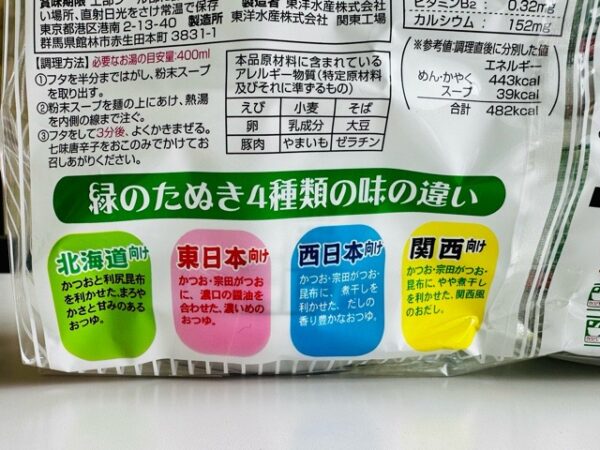 い場所、直射日光をさけ常温で保存
東京都港区港南2-13-40 製造所
群馬県館林市赤生田本町3831-1
製造者 東洋水産株式会社
東洋水産株式会社 関東工場
ビタミンB2 : 0.32mg
カルシウム : 152mg
【調理方法】必要なお湯の目安量:400ml
①フタを半分まではがし、粉末スープ
を取り出す。
②粉末スープを麺の上にあけ、熱湯
を内側の線まで注ぐ。
③フタをして3分後、よくかきまぜる。
七味唐辛子をおこのみでかけてお
召しあがりください。
本品原材料に含まれている
アレルギー物質(特定原材料
及びそれに準ずるもの)
えび 小麦 そば
卵 乳成分 大豆
豚肉 やまいも ゼラチン
(※参考値:調理直後に分別した値
エネルギー
めん・かやく 443kcal
スープ 39kcal
合計 482kcal
緑のたぬき4種類の味の違い
北海道向け
かつおと利尻昆布
を利かせた、まろや
かさと甘みのある
おつゆ。
東日本向け
かつお・宗田がつお
に、濃口の醤油を
合わせた、濃いめの
おつゆ。
西日本向け
かつお・宗田がつお・
昆布に、煮干しを
利かせた、だしの
香り豊かなおつゆ。
関西向け
かつお・宗田がつお・
昆布に、やや煮干し
を利かせた、関西風
のおだし。